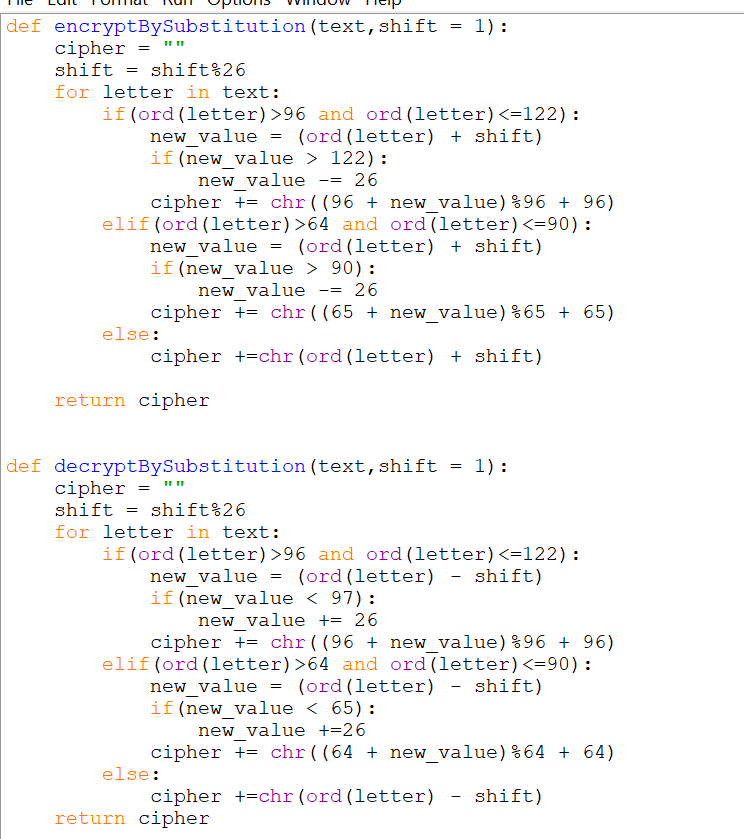 File Edit Format Run Options Window Help
def encryptBySubstitution(text,shift = 1):
    cipher = ""
    shift = shift%26
    for letter in text:
        if(ord(letter)>96 and ord(letter)<=122):
            new_value = (ord(letter) + shift)
            if(new_value > 122):
                new_value -= 26
            cipher += chr((96 + new_value)%96 + 96)
        elif(ord(letter)>64 and ord(letter)<=90):
            new_value = (ord(letter) + shift)
            if(new_value > 90):
                new_value -= 26
            cipher += chr((65 + new_value)%65 + 65)
        else:
            cipher +=chr(ord(letter) + shift)

    return cipher


def decryptBySubstitution(text,shift = 1):
    cipher = ""
    shift = shift%26
    for letter in text:
        if(ord(letter)>96 and ord(letter)<=122):
            new_value = (ord(letter) - shift)
            if(new_value < 97):
                new_value += 26
            cipher += chr((96 + new_value)%96 + 96)
        elif(ord(letter)>64 and ord(letter)<=90):
            new_value = (ord(letter) - shift)
            if(new_value < 65):
                new_value +=26
            cipher += chr((64 + new_value)%64 + 64)
        else:
            cipher +=chr(ord(letter) - shift)
    return cipher